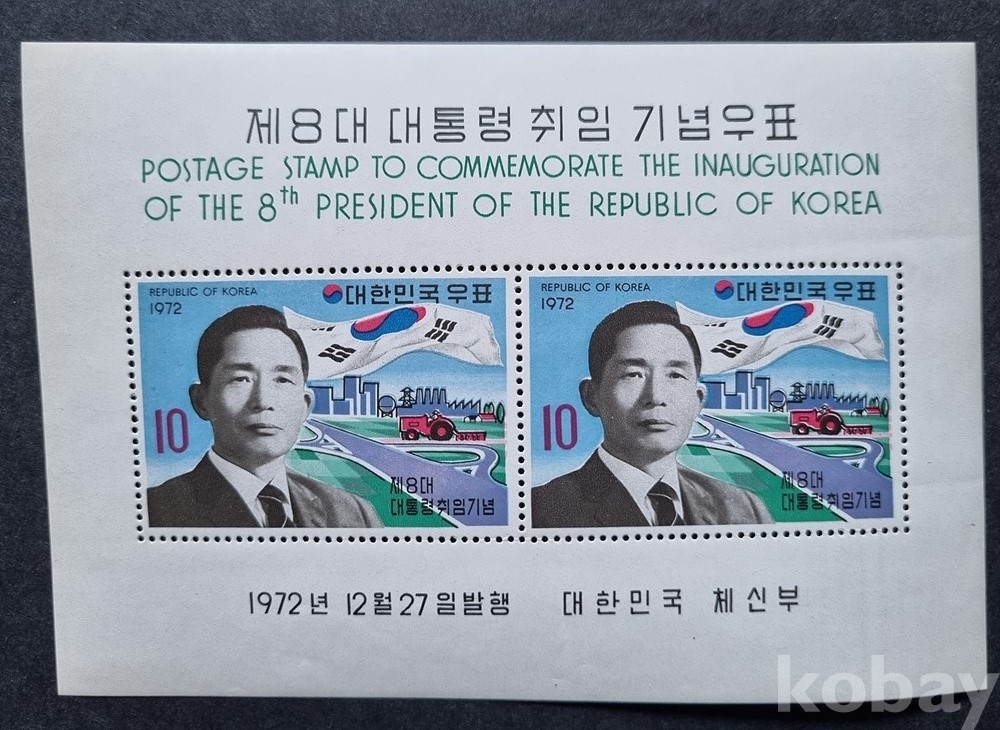 제8대 대통령 취임 기념우표
POSTAGE STAMP TO COMMEMORATE THE INAUGURATION
OF THE 8th PRESIDENT OF THE REPUBLIC OF KOREA
REPUBLIC OF KOREA
1972
대한민국우표
10
제8대
대통령취임기념
REPUBLIC OF KOREA
1972
대한민국우표
10
제8대
대통령취임기념
1972년 12월 27일발행 대한민국 체신부
kobay